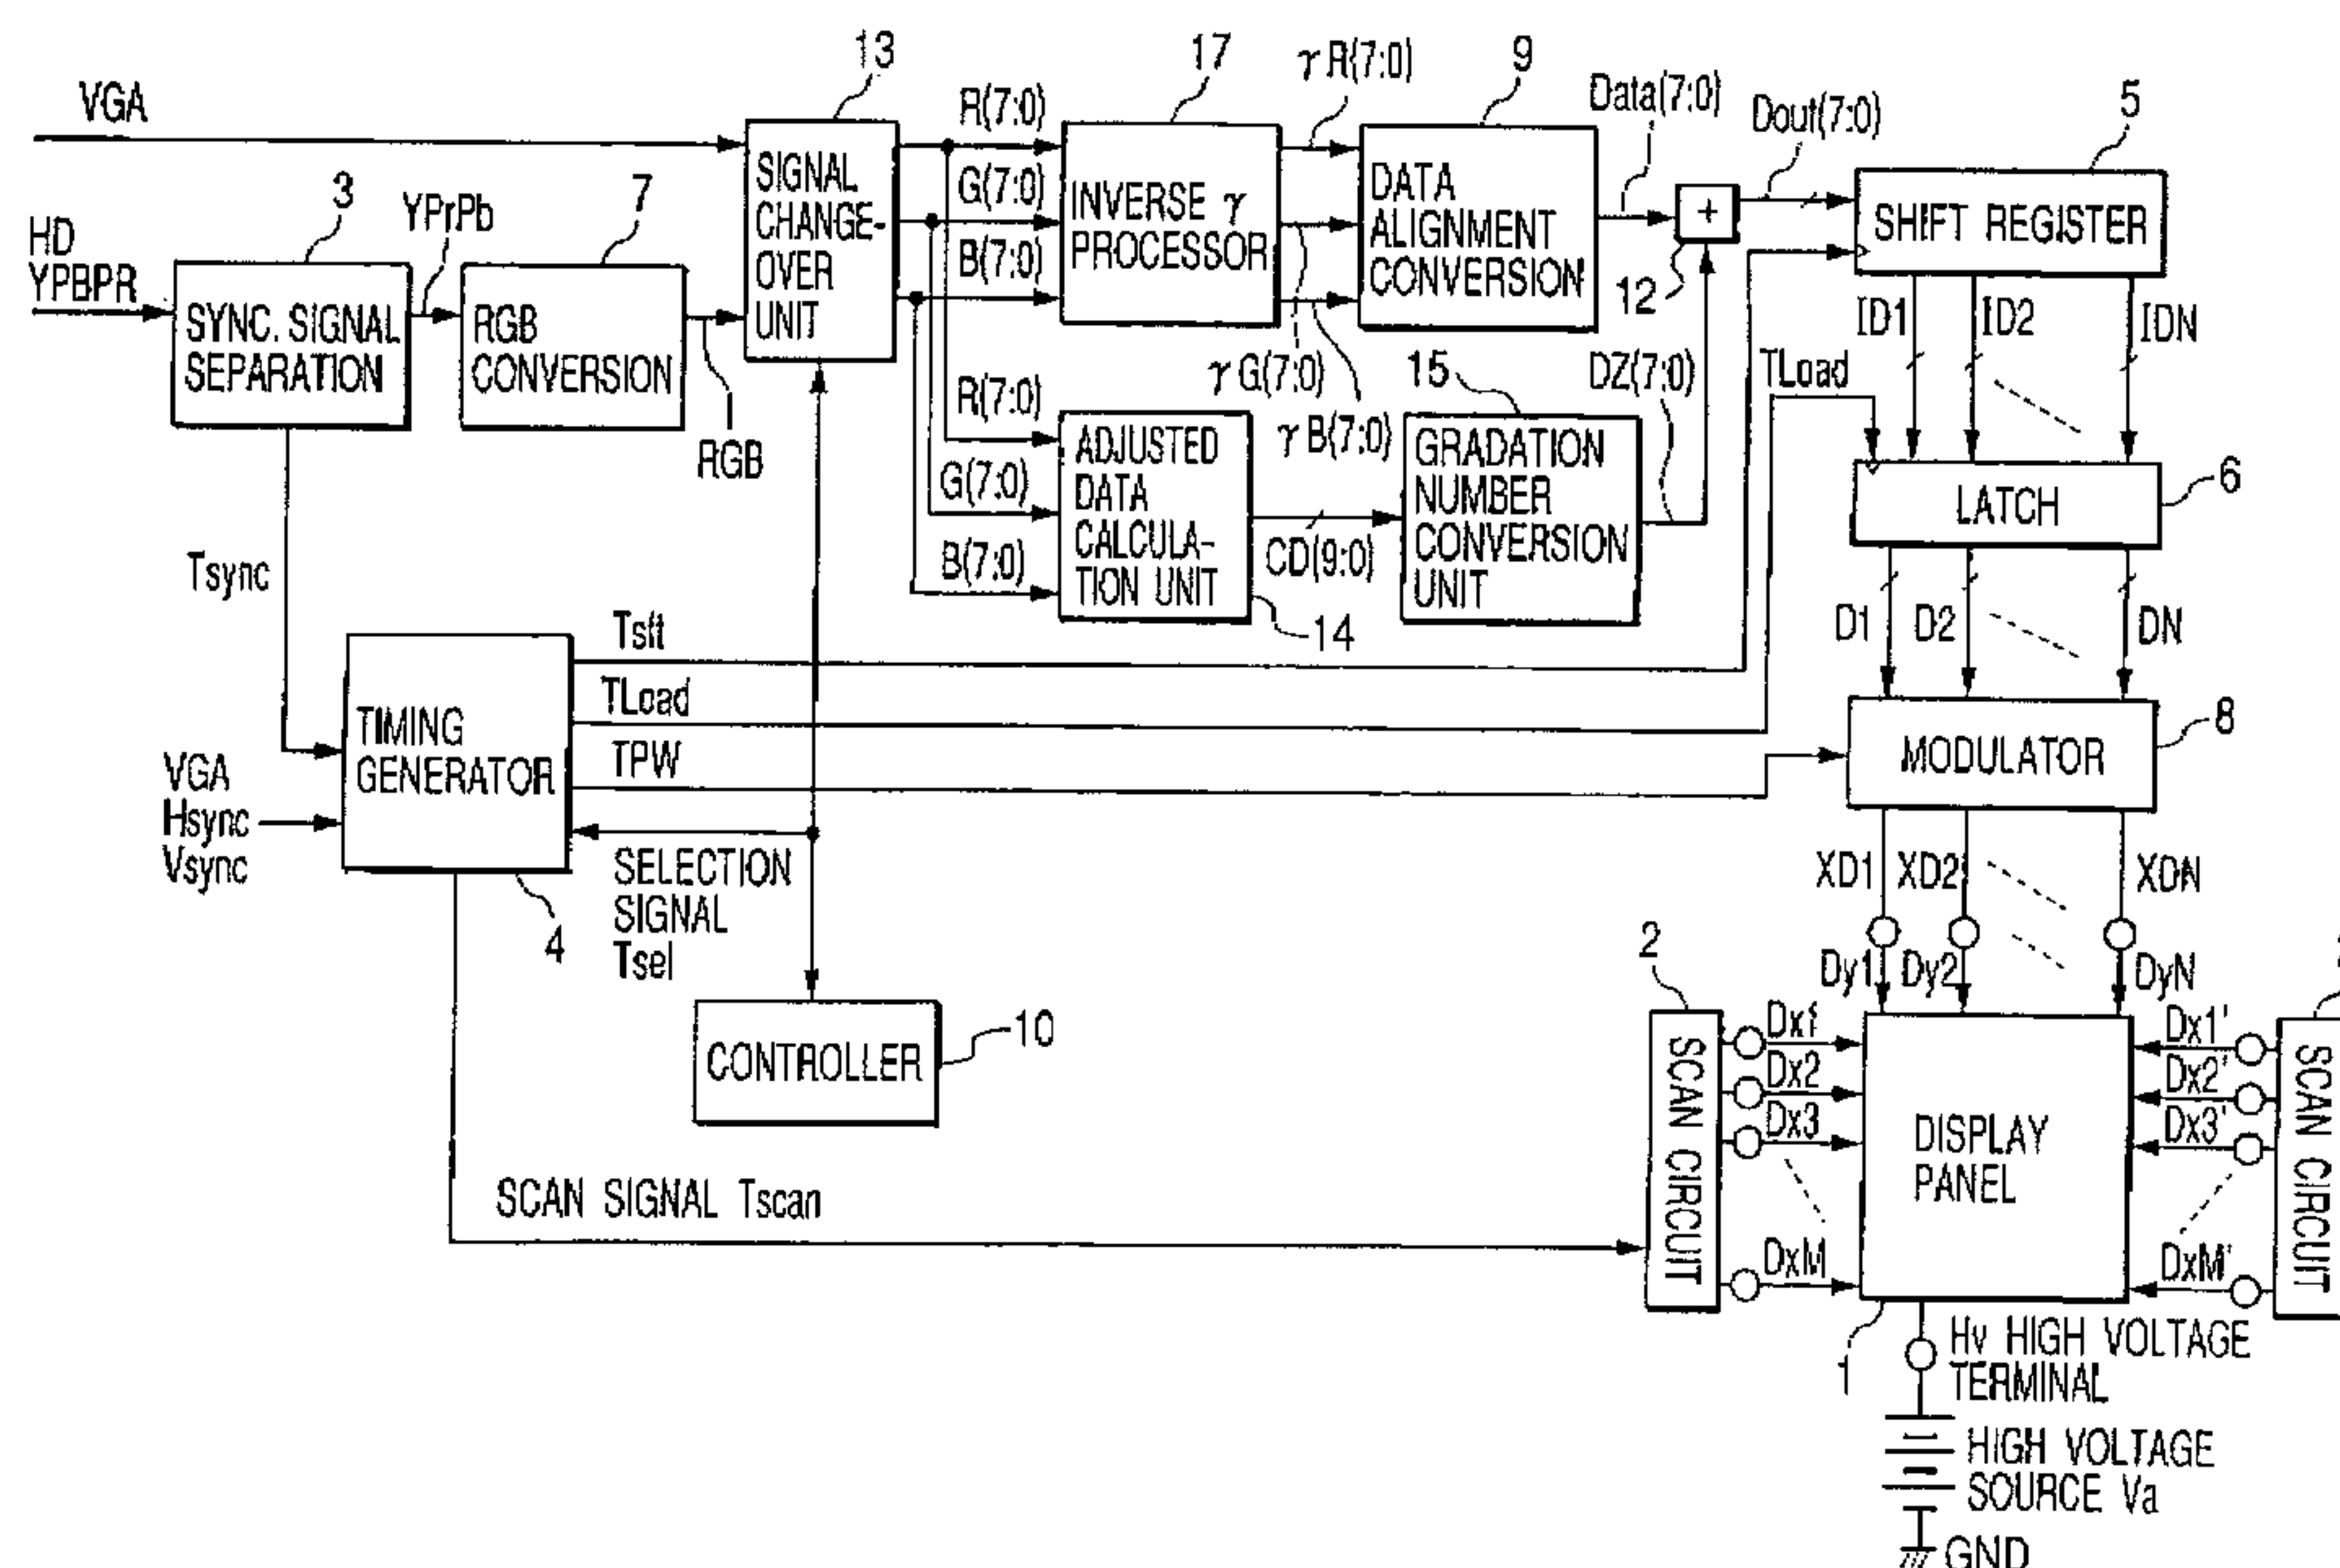 13
17
γR(7:0)
9
VGA
R(7:0)
Data(7:0)
Dout(7:0)
5
3
YPrPb
7
SIGNAL
CHANGE-
OVER
UNIT
G(7:0)
INVERSE γ
PROCESSOR
DATA
ALIGNMENT
CONVERSION
+
SHIFT REGISTER
HD
YPBPR
B(7:0)
12
SYNC. SIGNAL
SEPARATION
RGB
CONVERSION
ID1
ID2
IDN
R(7:0)
γG(7:0)
15
DZ(7:0)
TLoad
RGB
ADJUSTED
DATA
CALCULA-
TION UNIT
γB(7:0)
GRADATION
NUMBER
CONVERSION
UNIT
G(7:0)
LATCH
6
Tsync
B(7:0)
CD(9:0)
14
Tsft
D1
D2
DN
TLoad
TIMING
GENERATOR
TPW
MODULATOR
8
VGA
Hsync
Vsync
SELECTION
SIGNAL
Tsel
4
XD1
XD2
XDN
2
Dy1
Dy2
DyN
CONTROLLER
10
SCAN CIRCUIT
Dx1
Dx2
Dx3
DxM
DISPLAY
PANEL
Dx1'
Dx2'
Dx3'
DxM'
SCAN CIRCUIT
SCAN SIGNAL Tscan
1
Hv HIGH VOLTAGE
TERMINAL
HIGH VOLTAGE
SOURCE Va
GND